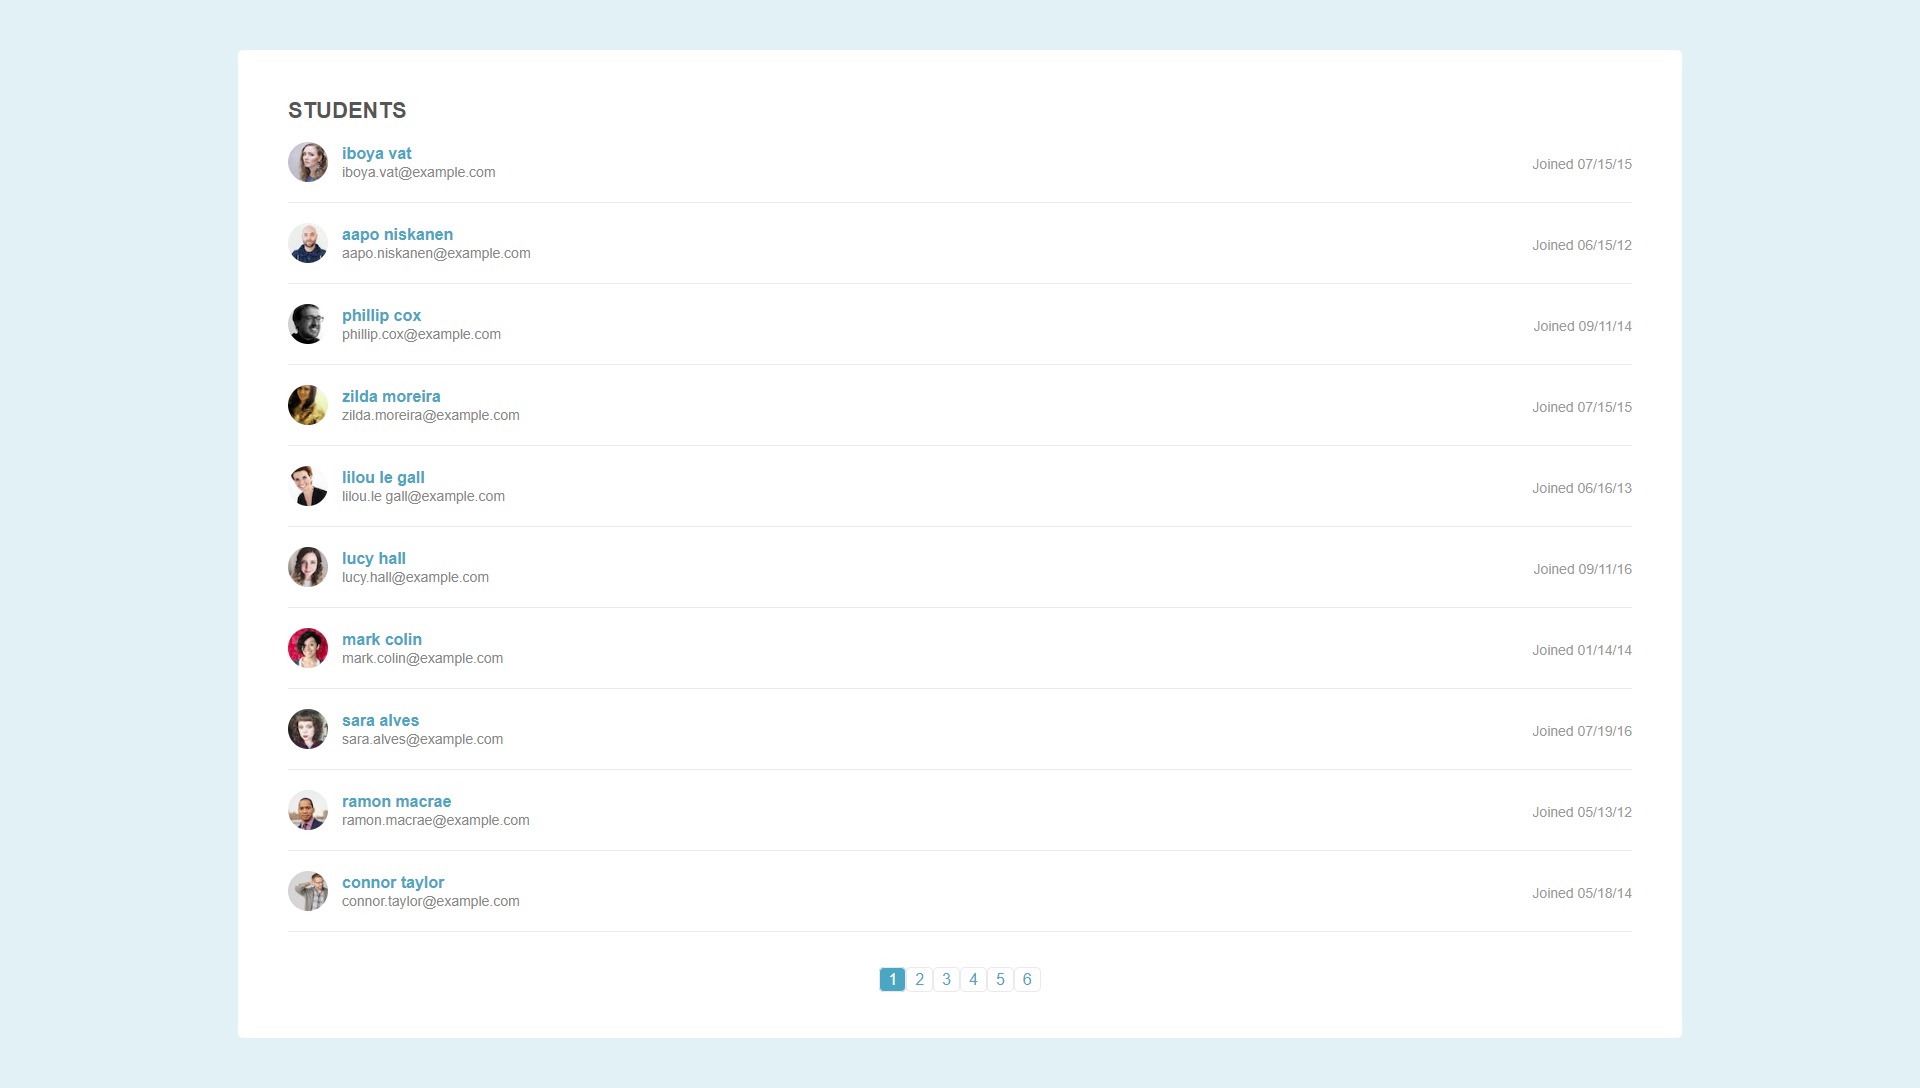 STUDENTS
iboya vat
iboya.vat@example.com
Joined 07/15/15
aapo niskanen
aapo.niskanen@example.com
Joined 06/15/12
phillip cox
phillip.cox@example.com
Joined 09/11/14
zilda moreira
zilda.moreira@example.com
Joined 07/15/15
lilou le gall
lilou.le gall@example.com
Joined 06/16/13
lucy hall
lucy.hall@example.com
Joined 09/11/16
mark colin
mark.colin@example.com
Joined 01/14/14
sara alves
sara.alves@example.com
Joined 07/19/16
ramon macrae
ramon.macrae@example.com
Joined 05/13/12
connor taylor
connor.taylor@example.com
Joined 05/18/14
1 2 3 4 5 6